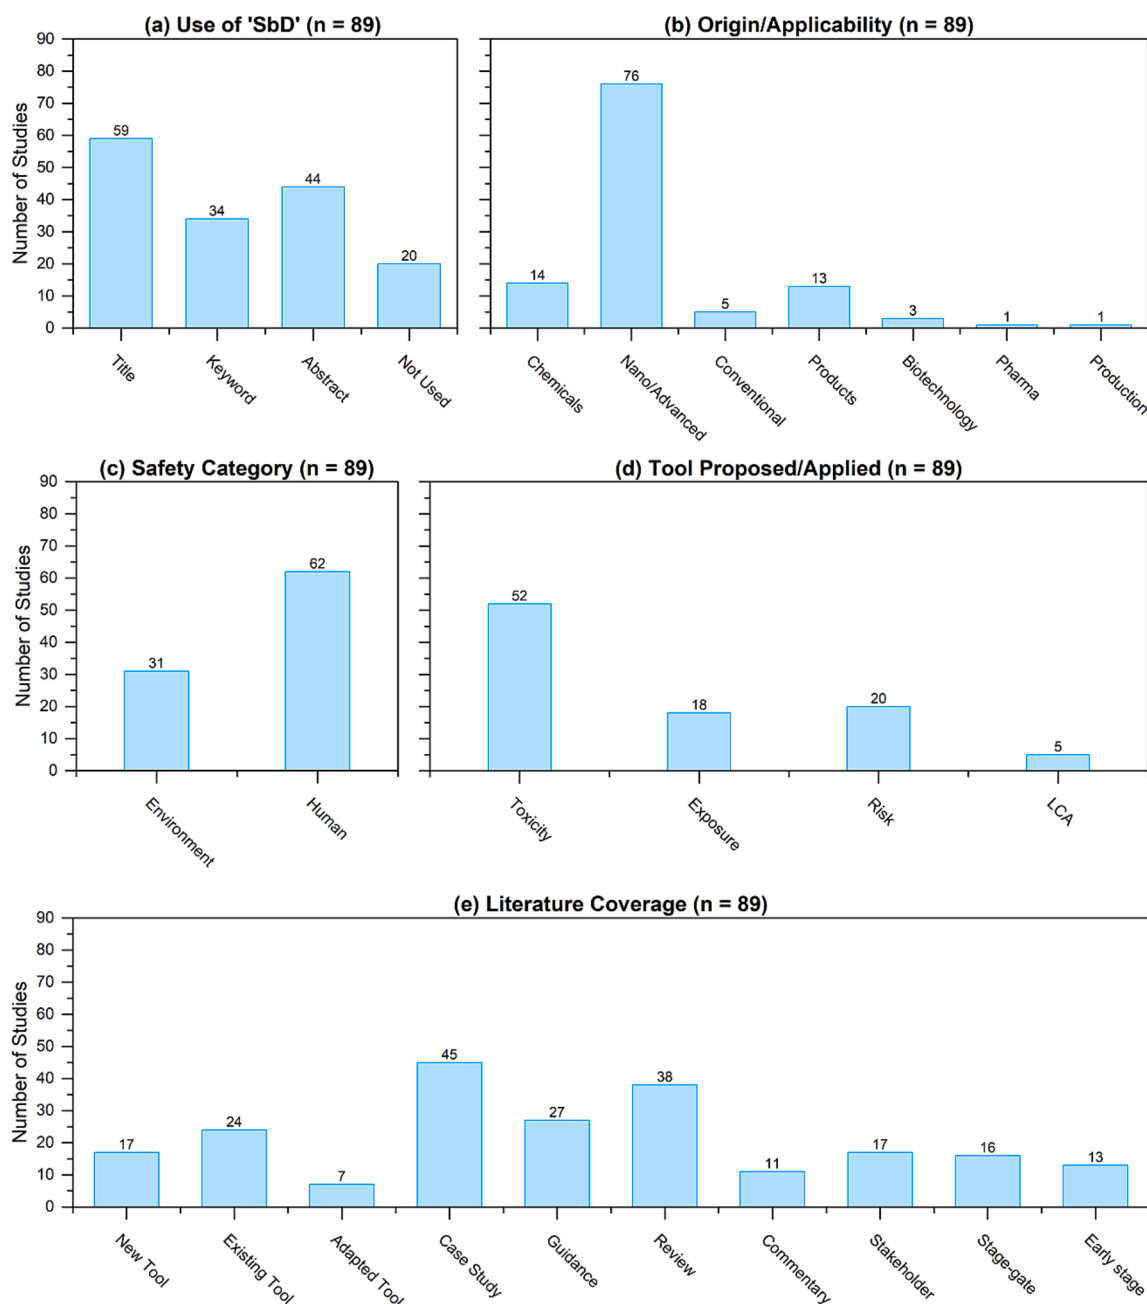 (a) Use of 'SbD' (n = 89)
Number of Studies
90
80
70
60
50
40
30
20
10
0
59
34
44
20
Title
Keyword
Abstract
Not Used
(b) Origin/Applicability (n = 89)
14
76
5
13
3
1
1
Chemicals
Nano/Advanced
Conventional
Products
Biotechnology
Pharma
Production
(c) Safety Category (n = 89)
Number of Studies
90
80
70
60
50
40
30
20
10
0
31
62
Environment
Human
(d) Tool Proposed/Applied (n = 89)
52
18
20
5
Toxicity
Exposure
Risk
LCA
(e) Literature Coverage (n = 89)
Number of Studies
90
80
70
60
50
40
30
20
10
0
17
24
7
45
27
38
11
17
16
13
New Tool
Existing Tool
Adapted Tool
Case Study
Guidance
Review
Commentary
Stakeholder
Stage-gate
Early stage